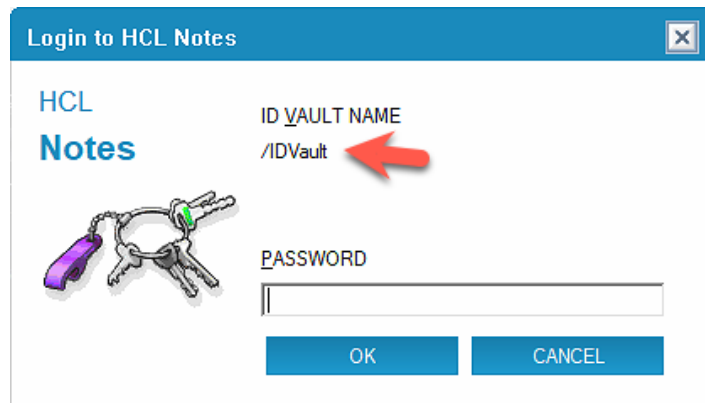 Login to HCL Notes
HCL
Notes
ID VAULT NAME
/IDVault
PASSWORD
OK
CANCEL